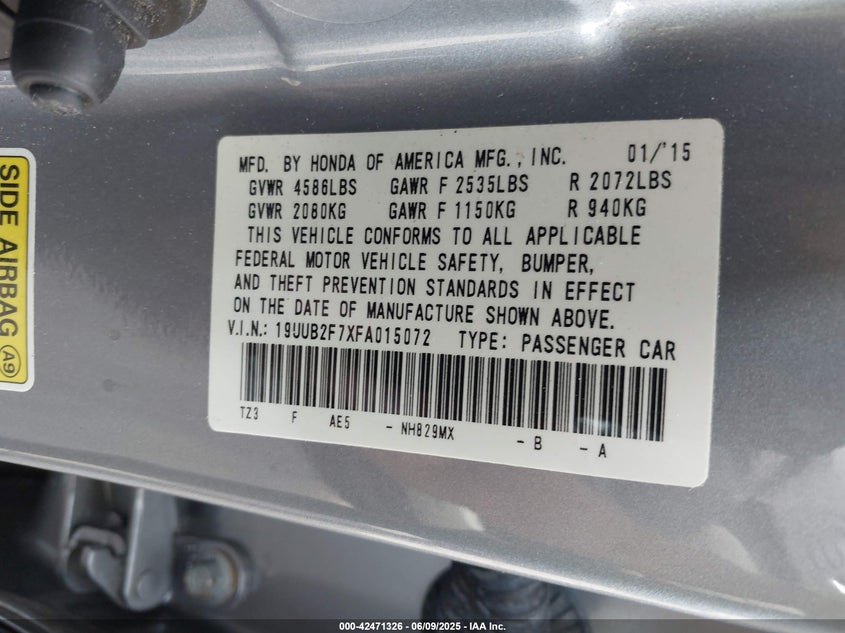 MFD. BY HONDA OF AMERICA MFG., INC. 01/'15
GVWR 4586LBS GAWR F 2535LBS R 2072LBS
GVWR 2080KG GAWR F 1150KG R 940KG
THIS VEHICLE CONFORMS TO ALL APPLICABLE
FEDERAL MOTOR VEHICLE SAFETY, BUMPER,
AND THEFT PREVENTION STANDARDS IN EFFECT
ON THE DATE OF MANUFACTURE SHOWN ABOVE.
V.I.N.: 19UUB2F7XFA015072 TYPE: PASSENGER CAR
TZ3 F AE5 - NH829MX - B - A
SIDE AIRBAG A9
000-42471326 - 06/09/2025 - IAA Inc.